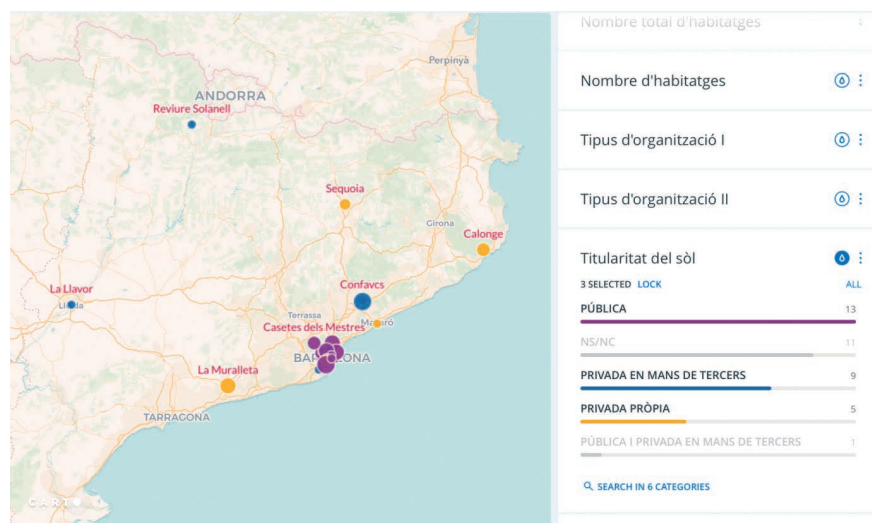 Perpinyà
ANDORRA
Reviure Solanell
Sequoia
Girona
Calonge
La Llavor
Lleida
Confavcs
Terrassa
Mataró
Casetes dels Mestres
BARCELONA
La Muralleta
TARRAGONA
CARTO
Nombre total d'habitatges
Nombre d'habitatges
Tipus d'organització I
Tipus d'organització II
Titularitat del sòl
3 SELECTED LOCK ALL
PÚBLICA 13
NS/NC 11
PRIVADA EN MANS DE TERCERS 9
PRIVADA PRÒPIA 5
PÚBLICA I PRIVADA EN MANS DE TERCERS 1
SEARCH IN 6 CATEGORIES